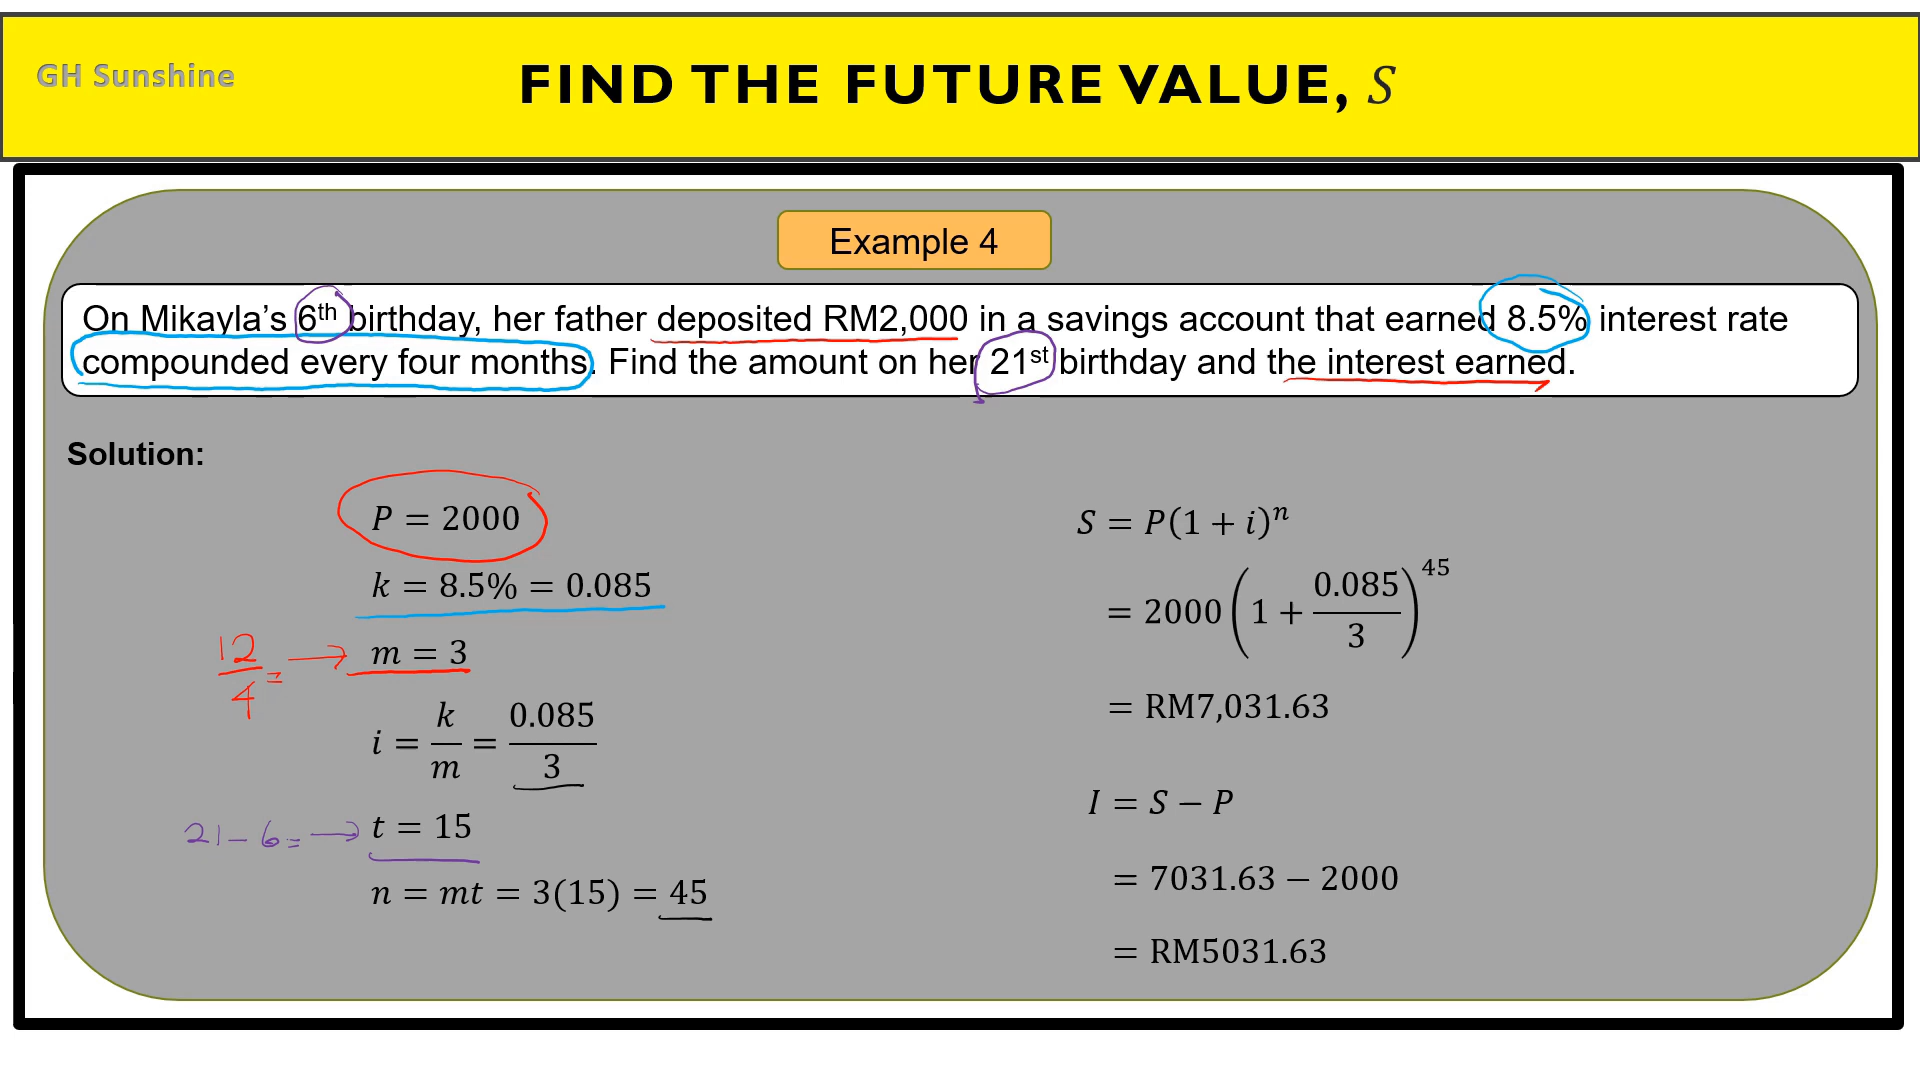 GH Sunshine
FIND THE FUTURE VALUE, S
Example 4
On Mikayla’s 6th birthday, her father deposited RM2,000 in a savings account that earned 8.5% interest rate
compounded every four months. Find the amount on her 21st birthday and the interest earned.
Solution:
P = 2000
k = 8.5% = 0.085
12/4 = → m = 3
i = k/m = 0.085/3
21 - 6 = → t = 15
n = mt = 3(15) = 45
S = P(1 + i)^n
= 2000(1 + 0.085/3)^45
= RM7,031.63
I = S − P
= 7031.63 − 2000
= RM5031.63